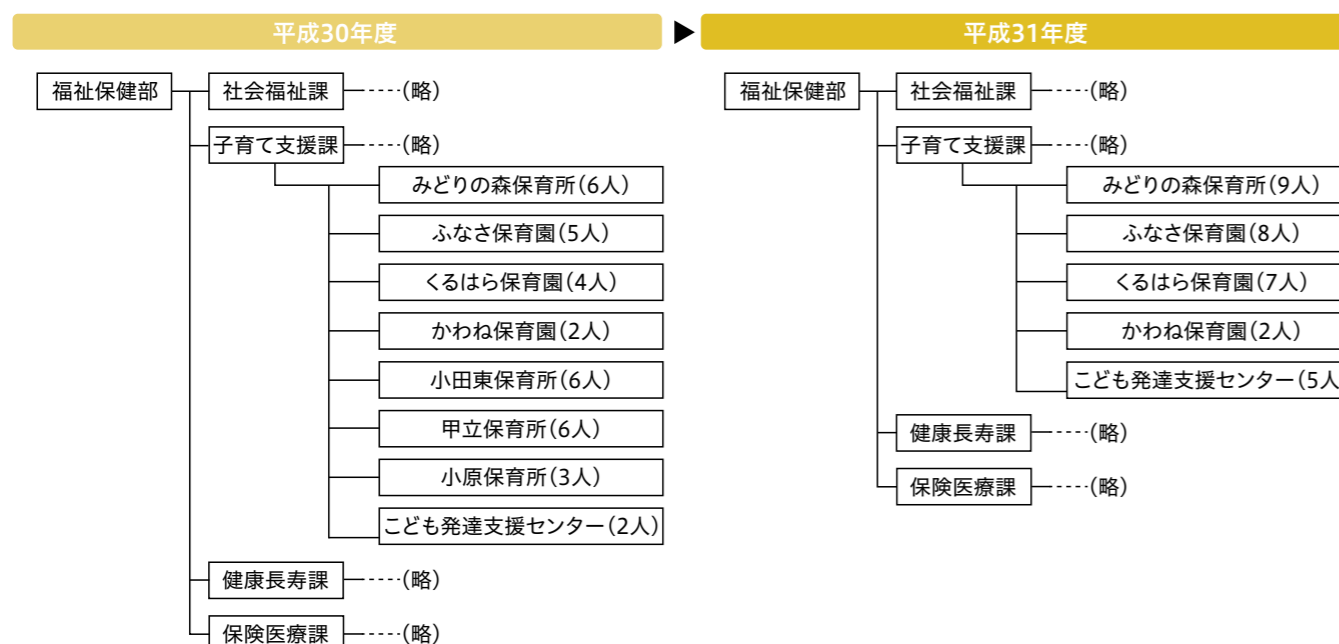 平成30年度
福祉保健部
社会福祉課
(略)
子育て支援課
(略)
みどりの森保育所(6人)
ふなさ保育園(5人)
くるはら保育園(4人)
かわね保育園(2人)
小田東保育所(6人)
甲立保育所(6人)
小原保育所(3人)
こども発達支援センター(2人)
健康長寿課
(略)
保険医療課
(略)
▶
平成31年度
福祉保健部
社会福祉課
(略)
子育て支援課
(略)
みどりの森保育所(9人)
ふなさ保育園(8人)
くるはら保育園(7人)
かわね保育園(2人)
こども発達支援センター(5人
健康長寿課
(略)
保険医療課
(略)